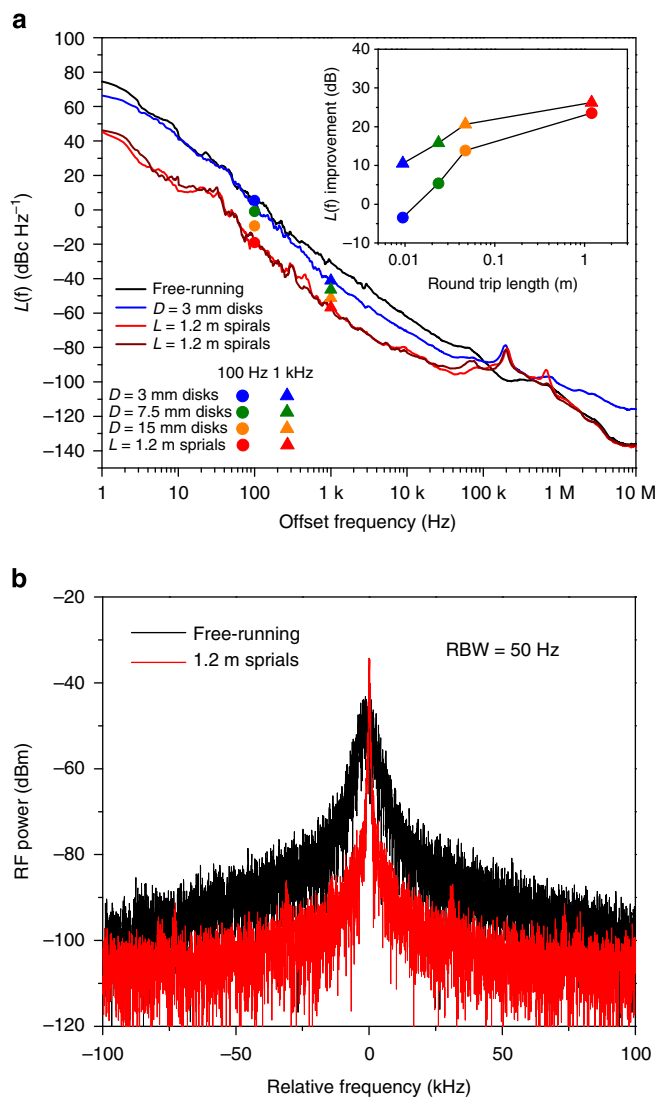 a
100
80
60
40
20
0
–20
–40
–60
–80
–100
–120
–140
L(f) (dBc Hz⁻¹)
1
10
100
1 k
10 k
100 k
1 M
10 M
Offset frequency (Hz)
Free-running
D = 3 mm disks
L = 1.2 m spirals
L = 1.2 m spirals
100 Hz 1 kHz
D = 3 mm disks
D = 7.5 mm disks
D = 15 mm disks
L = 1.2 m sprials
40
30
20
10
0
–10
L(f) improvement (dB)
0.01
0.1
1
Round trip length (m)
b
–20
–40
–60
–80
–100
–120
RF power (dBm)
Free-running
1.2 m sprials
RBW = 50 Hz
–100
–50
0
50
100
Relative frequency (kHz)